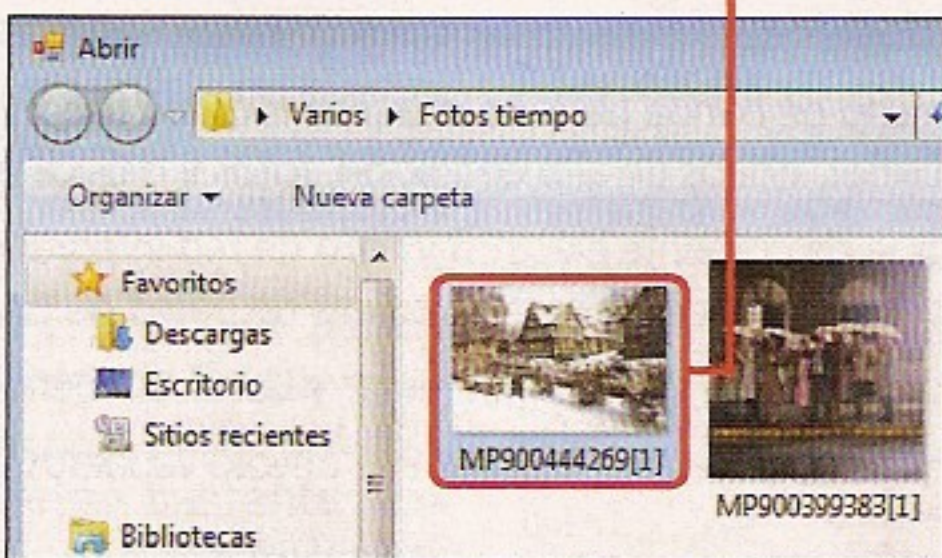 Abrir
Varios Fotos tiempo
Organizar Nueva carpeta
Favoritos
Descargas
Escritorio
Sitios recientes
Bibliotecas
MP900444269[1]
MP900399383[1]